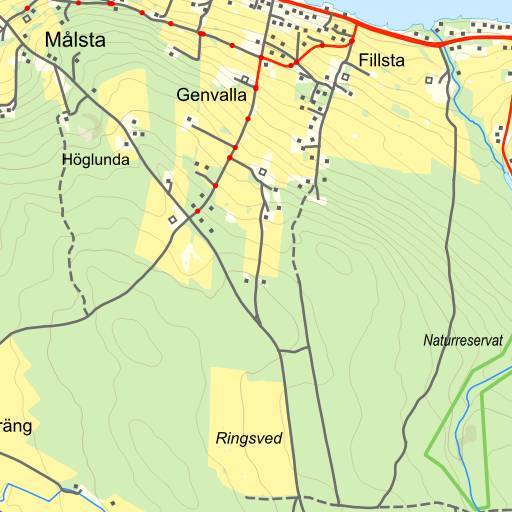 Målsta
Fillsta
Genvalla
Höglunda
Naturreservat
räng
Ringsved